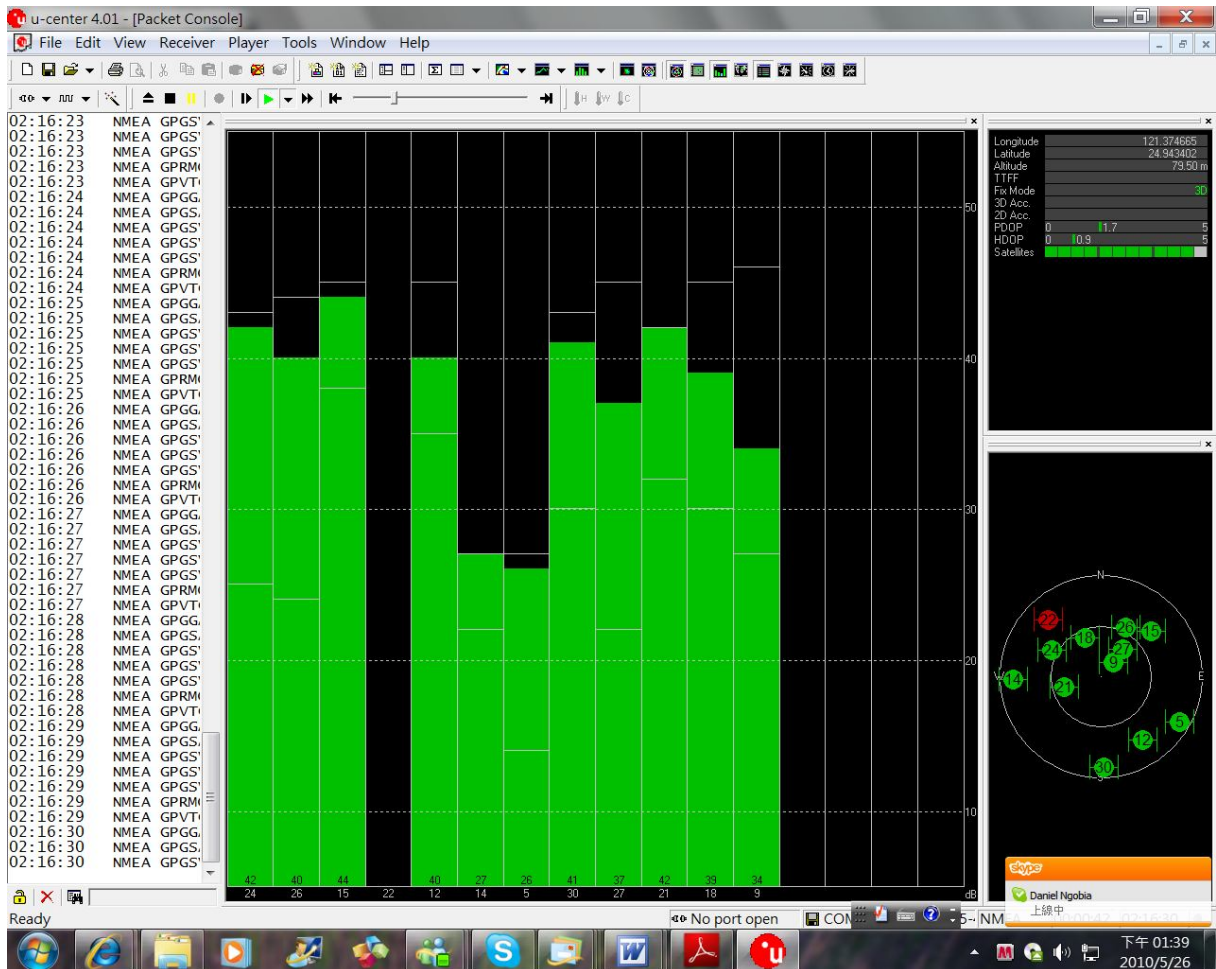 u-center 4.01 - [Packet Console]
File Edit View Receiver Player Tools Window Help
02:16:23 NMEA GPGS
02:16:23 NMEA GPGS
02:16:23 NMEA GPGS
02:16:23 NMEA GPRM
02:16:23 NMEA GPVT
02:16:24 NMEA GPGG
02:16:24 NMEA GPGS
02:16:24 NMEA GPGS
02:16:24 NMEA GPGS
02:16:24 NMEA GPGS
02:16:24 NMEA GPRM
02:16:24 NMEA GPVT
02:16:25 NMEA GPGG
02:16:25 NMEA GPGS
02:16:25 NMEA GPGS
02:16:25 NMEA GPGS
02:16:25 NMEA GPGS
02:16:25 NMEA GPRM
02:16:25 NMEA GPVT
02:16:26 NMEA GPGG
02:16:26 NMEA GPGS
02:16:26 NMEA GPGS
02:16:26 NMEA GPGS
02:16:26 NMEA GPGS
02:16:26 NMEA GPRM
02:16:26 NMEA GPVT
02:16:27 NMEA GPGG
02:16:27 NMEA GPGS
02:16:27 NMEA GPGS
02:16:27 NMEA GPGS
02:16:27 NMEA GPGS
02:16:27 NMEA GPRM
02:16:27 NMEA GPVT
02:16:28 NMEA GPGG
02:16:28 NMEA GPGS
02:16:28 NMEA GPGS
02:16:28 NMEA GPGS
02:16:28 NMEA GPGS
02:16:28 NMEA GPRM
02:16:28 NMEA GPVT
02:16:29 NMEA GPGG
02:16:29 NMEA GPGS
02:16:29 NMEA GPGS
02:16:29 NMEA GPGS
02:16:29 NMEA GPGS
02:16:29 NMEA GPRM
02:16:29 NMEA GPVT
02:16:30 NMEA GPGG
02:16:30 NMEA GPGS
02:16:30 NMEA GPGS
50
40
30
20
10
42 40 44 40 27 26 41 37 42 39 34
24 26 15 22 12 14 5 30 27 21 18 9 dB
Longitude 121.374665
Latitude 24.943402
Altitude 79.50 m
TTFF
Fix Mode 3D
3D Acc.
2D Acc.
PDOP 0 1.7 5
HDOP 0 0.9 5
Satellites
N
22
26
15
18
24
27
9
W
14
21
E
5
12
30
S
skype
Daniel Ngobia
上線中
Ready
No port open
COM
NM
下午 01:39
2010/5/26